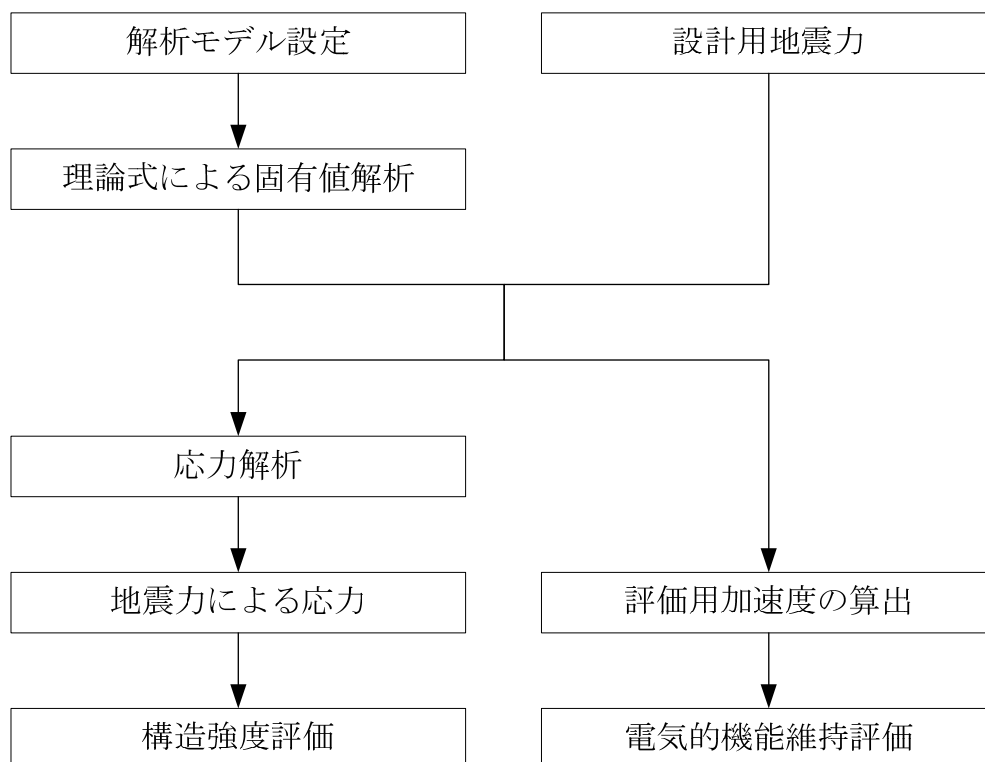 解析モデル設定
設計用地震力
理論式による固有値解析
応力解析
地震力による応力
評価用加速度の算出
構造強度評価
電気的機能維持評価